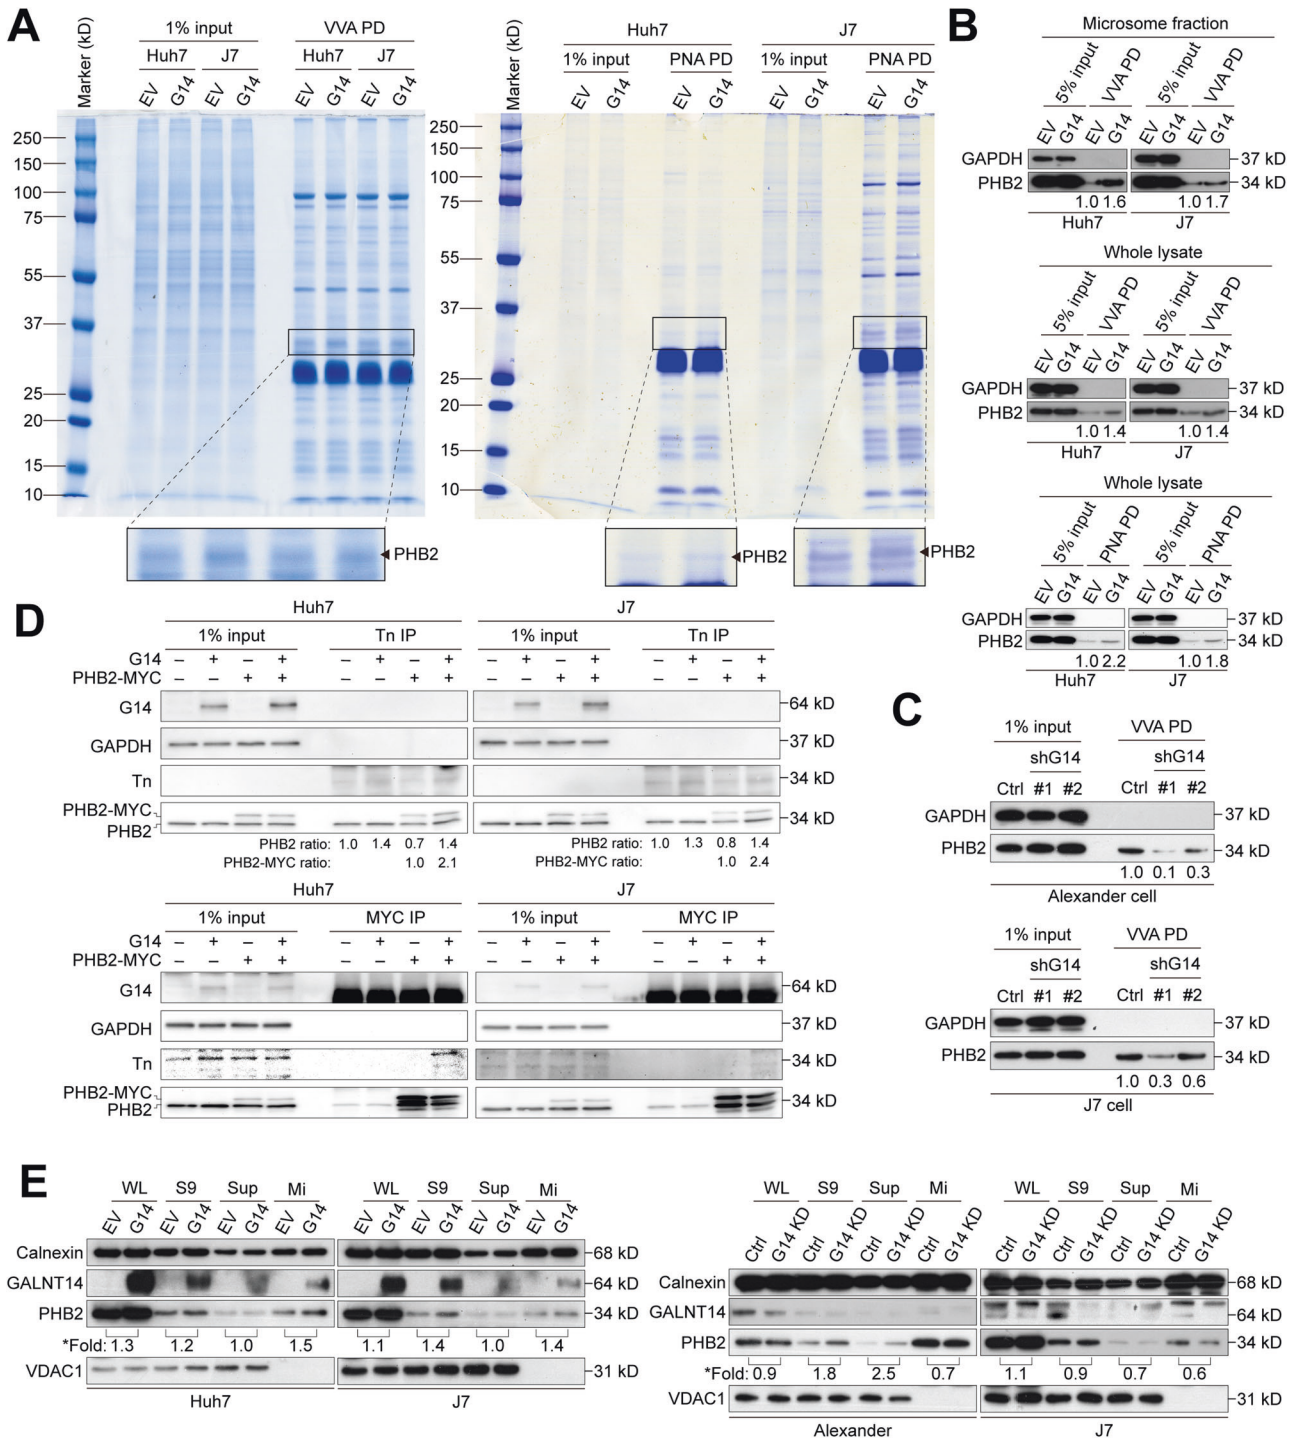 A
Marker (kD)
1% input
VVA PD
Huh7 J7 Huh7 J7
EV G14 EV G14 EV G14 EV G14
250
150
100
75
55
37
25
20
15
10
PHB2
Marker (kD)
Huh7 J7
1% input PNA PD 1% input PNA PD
EV G14 EV G14 EV G14 EV G14
250
150
100
75
55
37
25
20
15
10
PHB2
PHB2
B
Microsome fraction
5% input VVA PD 5% input VVA PD
EV G14 EV G14 EV G14 EV G14
GAPDH 37 kD
PHB2 34 kD
1.0 1.6 1.0 1.7
Huh7 J7
Whole lysate
5% input VVA PD 5% input VVA PD
EV G14 EV G14 EV G14 EV G14
GAPDH 37 kD
PHB2 34 kD
1.0 1.4 1.0 1.4
Huh7 J7
Whole lysate
5% input PNA PD 5% input PNA PD
EV G14 EV G14 EV G14 EV G14
GAPDH 37 kD
PHB2 34 kD
1.0 2.2 1.0 1.8
Huh7 J7
C
1% input VVA PD
shG14 shG14
Ctrl #1 #2 Ctrl #1 #2
GAPDH 37 kD
PHB2 34 kD
1.0 0.1 0.3
Alexander cell
1% input VVA PD
shG14 shG14
Ctrl #1 #2 Ctrl #1 #2
GAPDH 37 kD
PHB2 34 kD
1.0 0.3 0.6
J7 cell
D
Huh7 J7
1% input Tn IP 1% input Tn IP
G14 – + – + – + – + – + – + – + – +
PHB2-MYC – – + + – – + + – – + + – – + +
G14 64 kD
GAPDH 37 kD
Tn 34 kD
PHB2-MYC
PHB2 34 kD
PHB2 ratio: 1.0 1.4 0.7 1.4 PHB2 ratio: 1.0 1.3 0.8 1.4
PHB2-MYC ratio: 1.0 2.1 PHB2-MYC ratio: 1.0 2.4
Huh7 J7
1% input MYC IP 1% input MYC IP
G14 – + – + – + – + – + – + – + – +
PHB2-MYC – – + + – – + + – – + + – – + +
G14 64 kD
GAPDH 37 kD
Tn 34 kD
PHB2-MYC
PHB2 34 kD
E
WL S9 Sup Mi WL S9 Sup Mi
EV G14 EV G14 EV G14 EV G14 EV G14 EV G14 EV G14 EV G14
Calnexin 68 kD
GALNT14 64 kD
PHB2 34 kD
*Fold: 1.3 1.2 1.0 1.5 1.1 1.4 1.0 1.4
VDAC1 31 kD
Huh7 J7
WL S9 Sup Mi WL S9 Sup Mi
Ctrl G14 KD Ctrl G14 KD Ctrl G14 KD Ctrl G14 KD Ctrl G14 KD Ctrl G14 KD Ctrl G14 KD Ctrl G14 KD
Calnexin 68 kD
GALNT14 64 kD
PHB2 34 kD
*Fold: 0.9 1.8 2.5 0.7 1.1 0.9 0.7 0.6
VDAC1 31 kD
Alexander J7